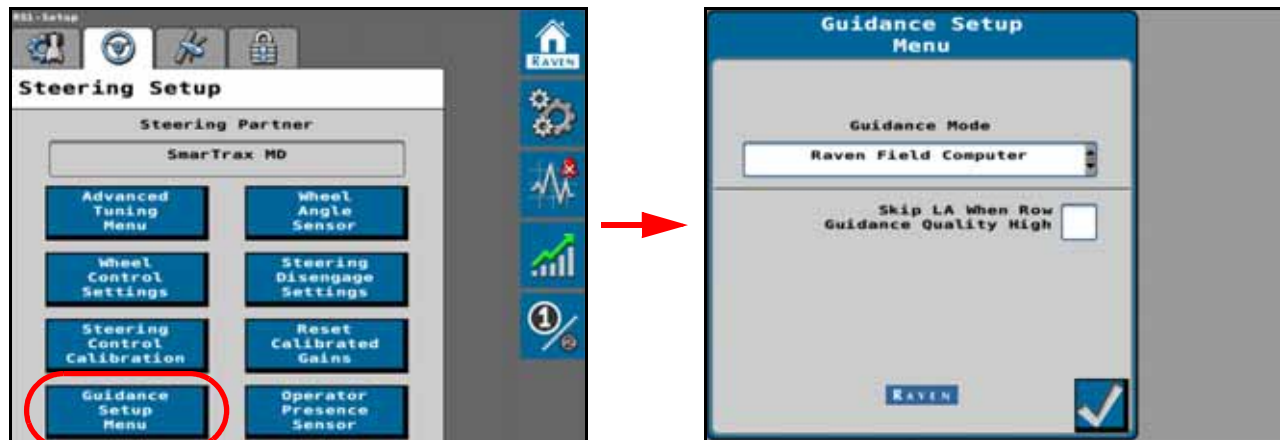 RS1-Setup
Steering Setup
Steering Partner
SmarTrax MD
Advanced
Tuning
Menu
Wheel
Angle
Sensor
Wheel
Control
Settings
Steering
Disengage
Settings
Steering
Control
Calibration
Reset
Calibrated
Gains
Guidance
Setup
Menu
Operator
Presence
Sensor
RAVEN
1
2
Guidance Setup
Menu
Guidance Mode
Raven Field Computer
Skip LA When Row
Guidance Quality High
RAVEN